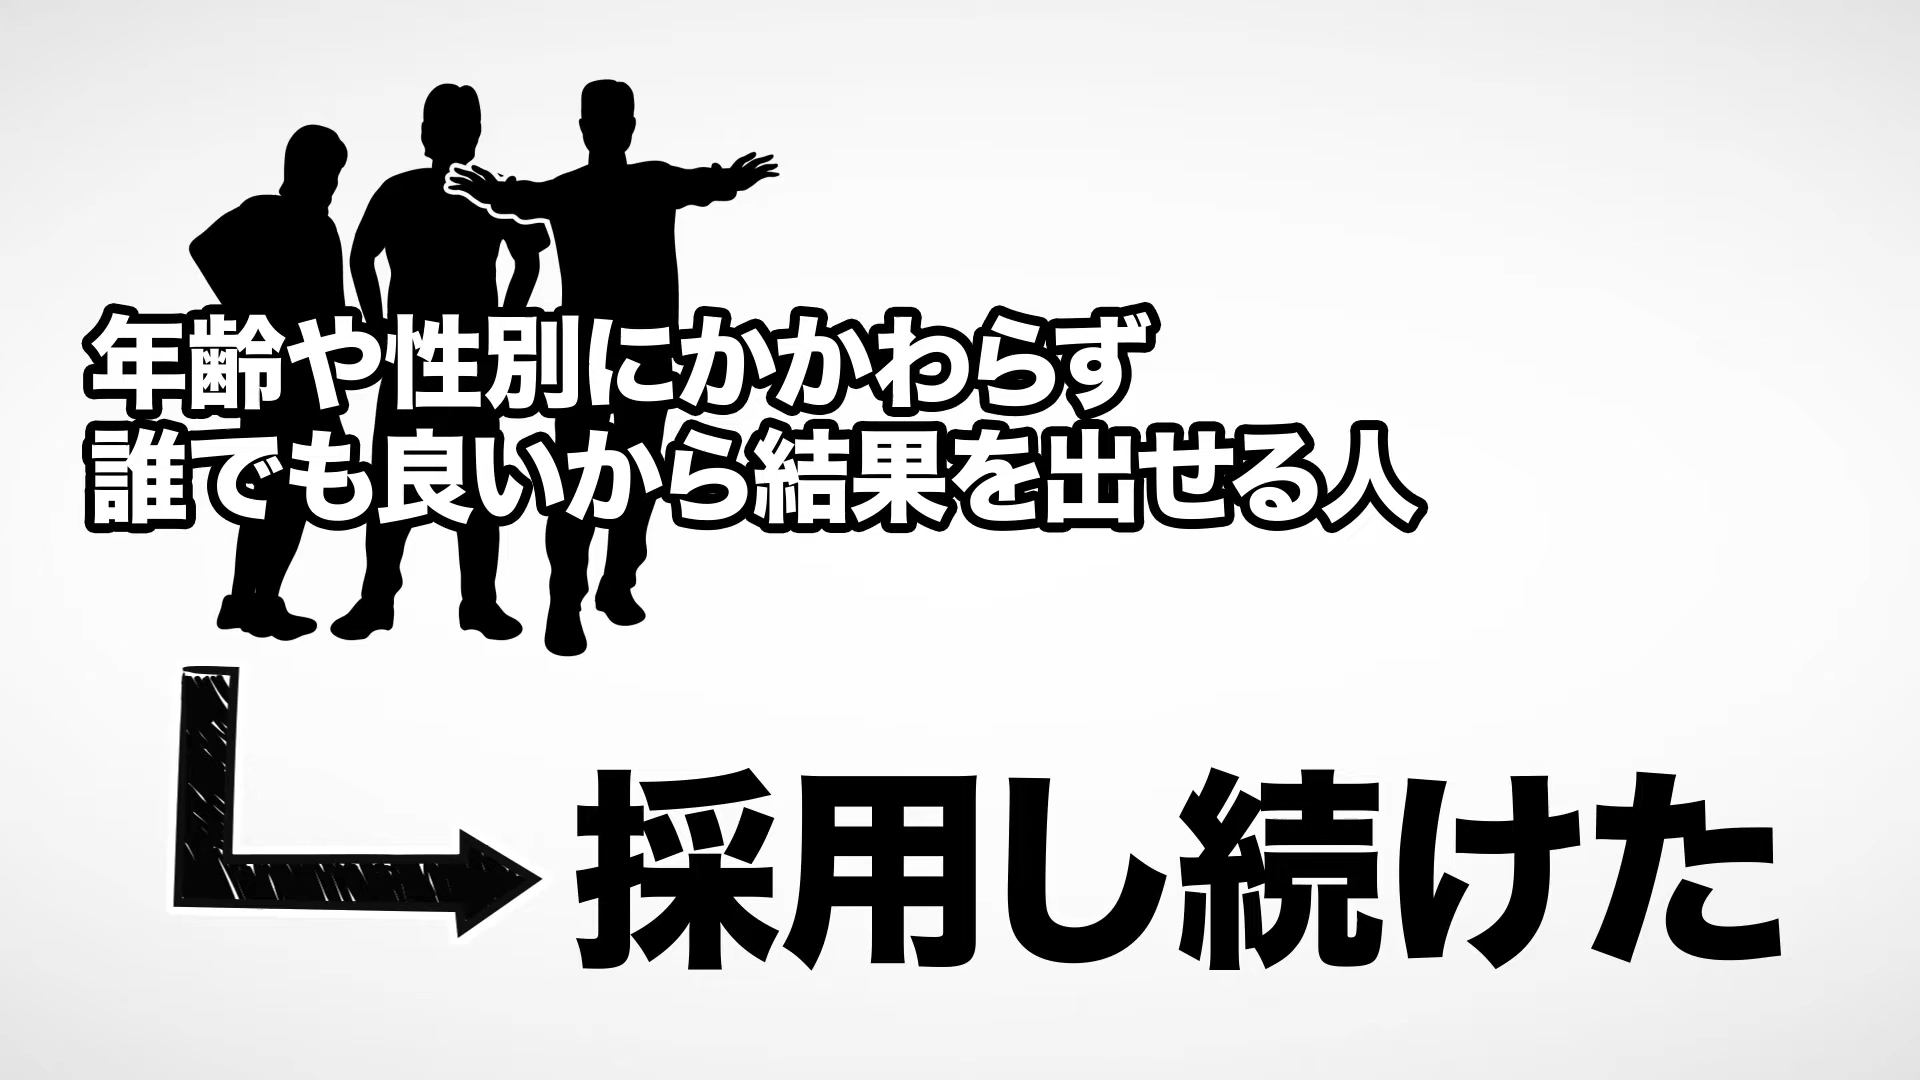 年齢や性別にかかわらず
誰でも良いから結果を出せる人
採用し続けた